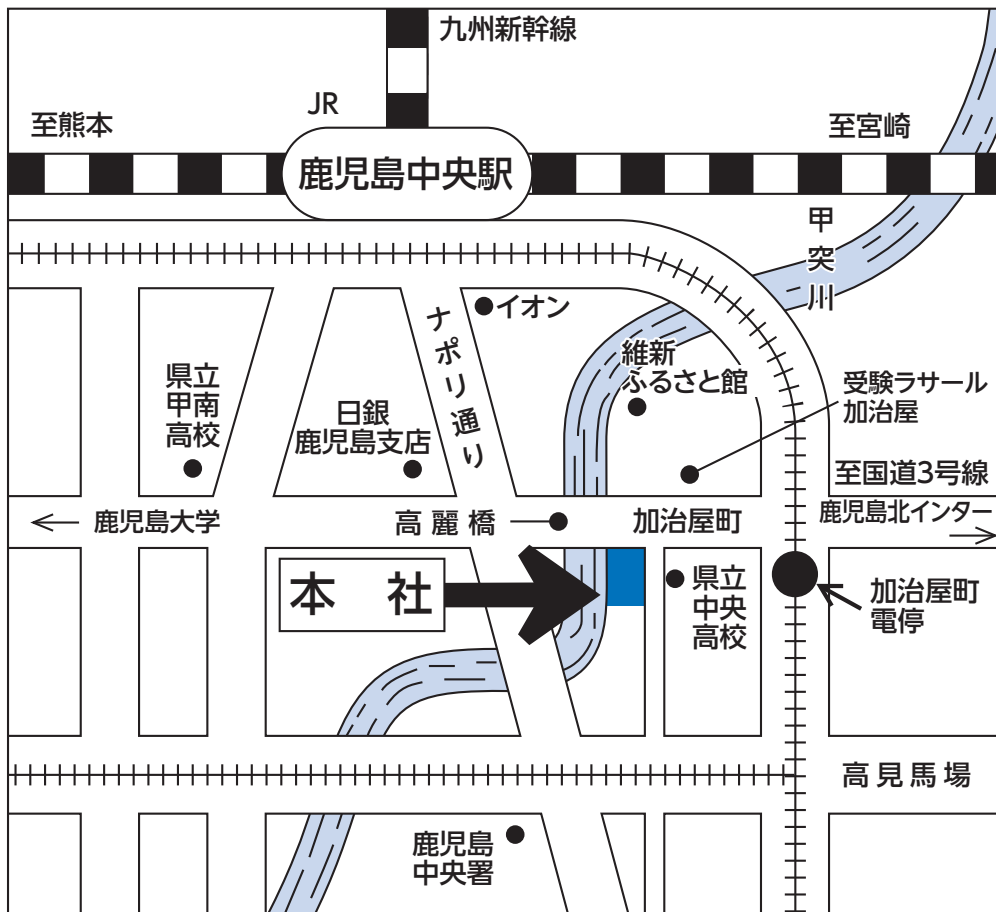 九州新幹線
JR
至熊本
至宮崎
鹿児島中央駅
甲突川
イオン
ナポリ通り
維新
ふるさと館
県立
甲南
高校
日銀
鹿児島支店
受験ラサール
加治屋
至国道3号線
鹿児島大学
高麗橋
加治屋町
鹿児島北インター
本 社
県立
中央
高校
加治屋町
電停
高見馬場
鹿児島
中央署